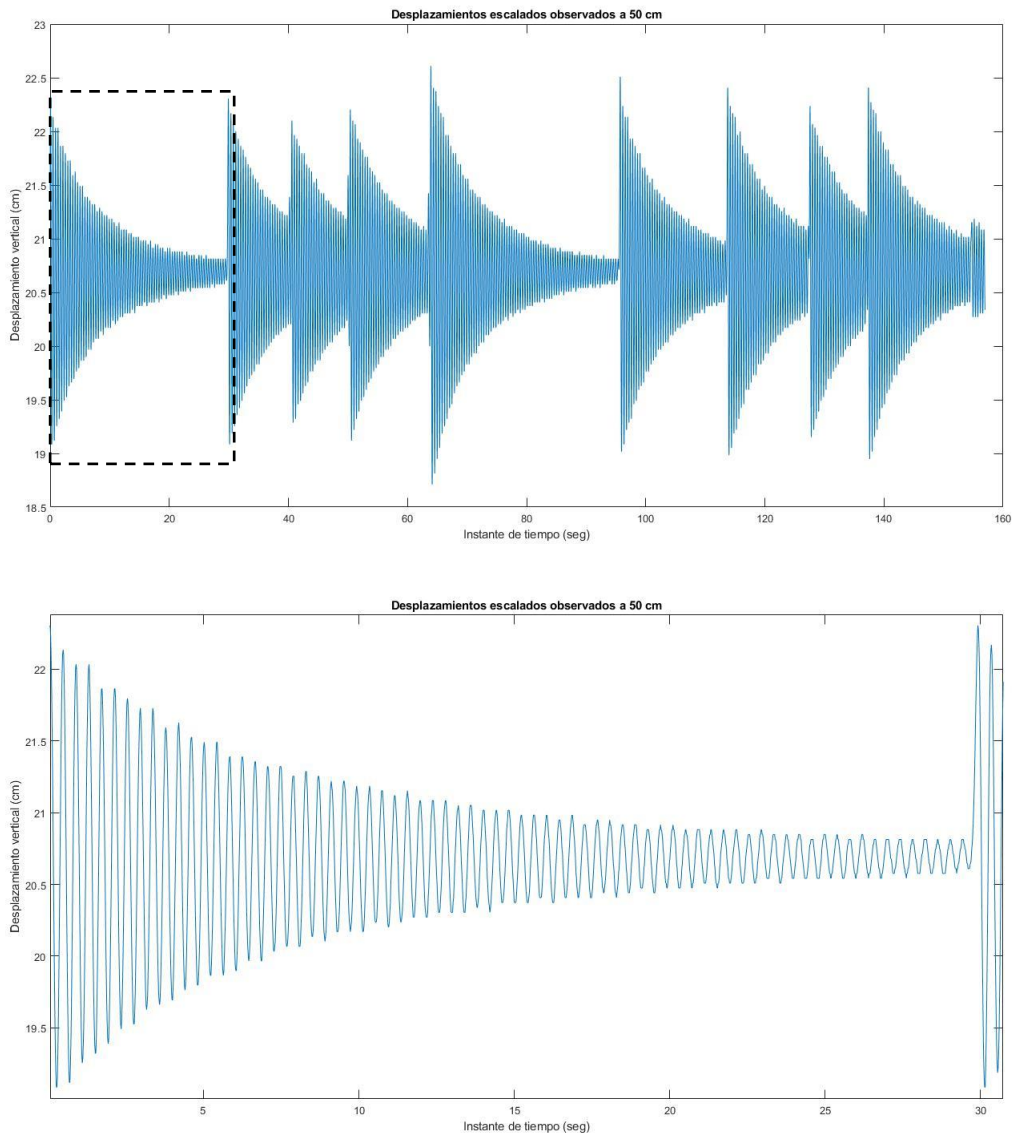 Desplazamientos escalados observados a 50 cm
23
22.5
22
21.5
21
20.5
20
19.5
19
18.5
Desplazamiento vertical (cm)
0 20 40 60 80 100 120 140 160
Instante de tiempo (seg)
Desplazamientos escalados observados a 50 cm
22
21.5
21
20.5
20
19.5
Desplazamiento vertical (cm)
5 10 15 20 25 30
Instante de tiempo (seg)